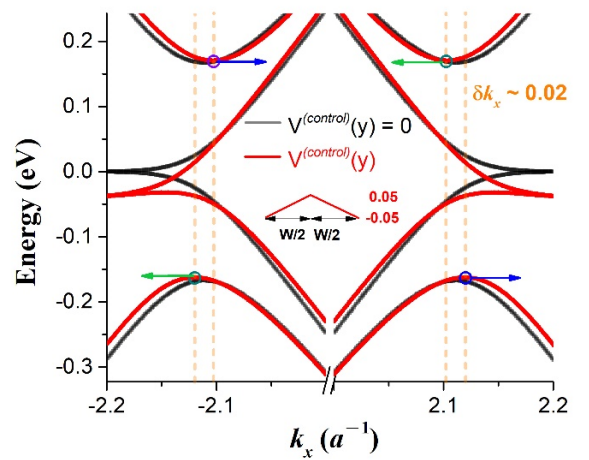 0.2
0.1
0.0
-0.1
-0.2
-0.3
Energy (eV)
δkₓ ~ 0.02
V(control)(y) = 0
V(control)(y)
0.05
-0.05
W/2 W/2
-2.2 -2.1 2.1 2.2
kₓ (a⁻¹)